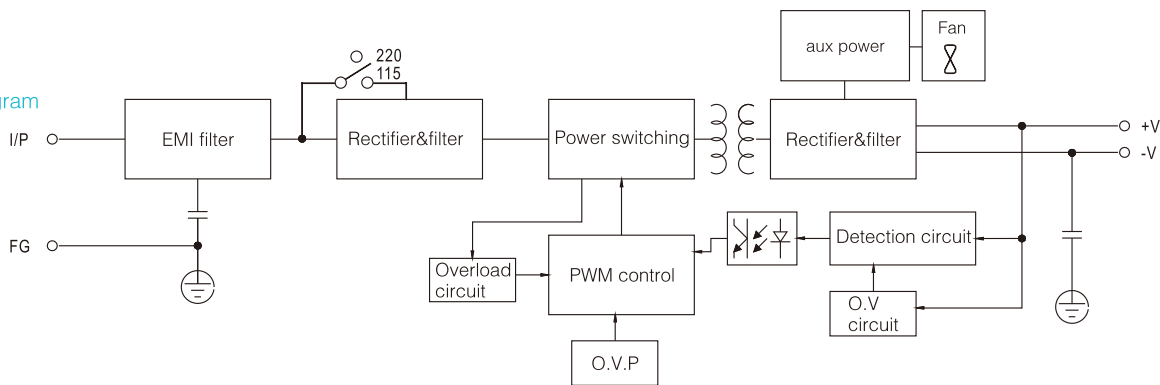 gram
I/P
EMI filter
220
115
Rectifier&filter
Power switching
aux power
Fan
Rectifier&filter
+V
-V
FG
Overload
circuit
PWM control
Detection circuit
O.V
circuit
O.V.P